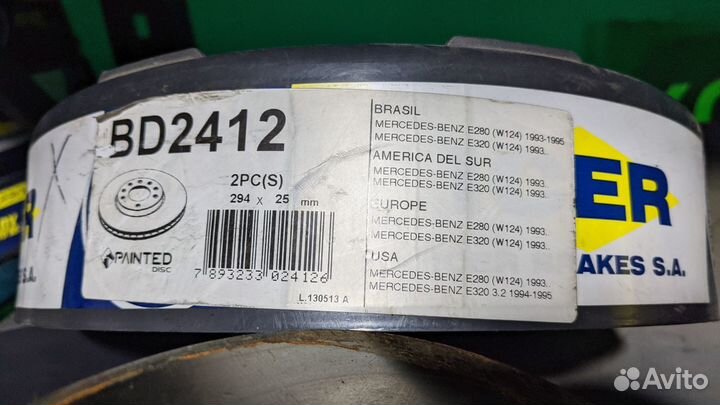 BD2412
2PC(S)
294 x 25 mm
PAINTED
DISC
7 893233 024126
L.130513 A
BRASIL
MERCEDES-BENZ E280 (W124) 1993-1995
MERCEDES-BENZ E320 (W124) 1993..
AMERICA DEL SUR
MERCEDES-BENZ E280 (W124) 1993..
MERCEDES-BENZ E320 (W124) 1993..
EUROPE
MERCEDES-BENZ E280 (W124) 1993..
MERCEDES-BENZ E320 (W124) 1993..
USA
MERCEDES-BENZ E280 (W124) 1993..
MERCEDES-BENZ E320 3.2 1994-1995
ER
AKES S.A.
Avito